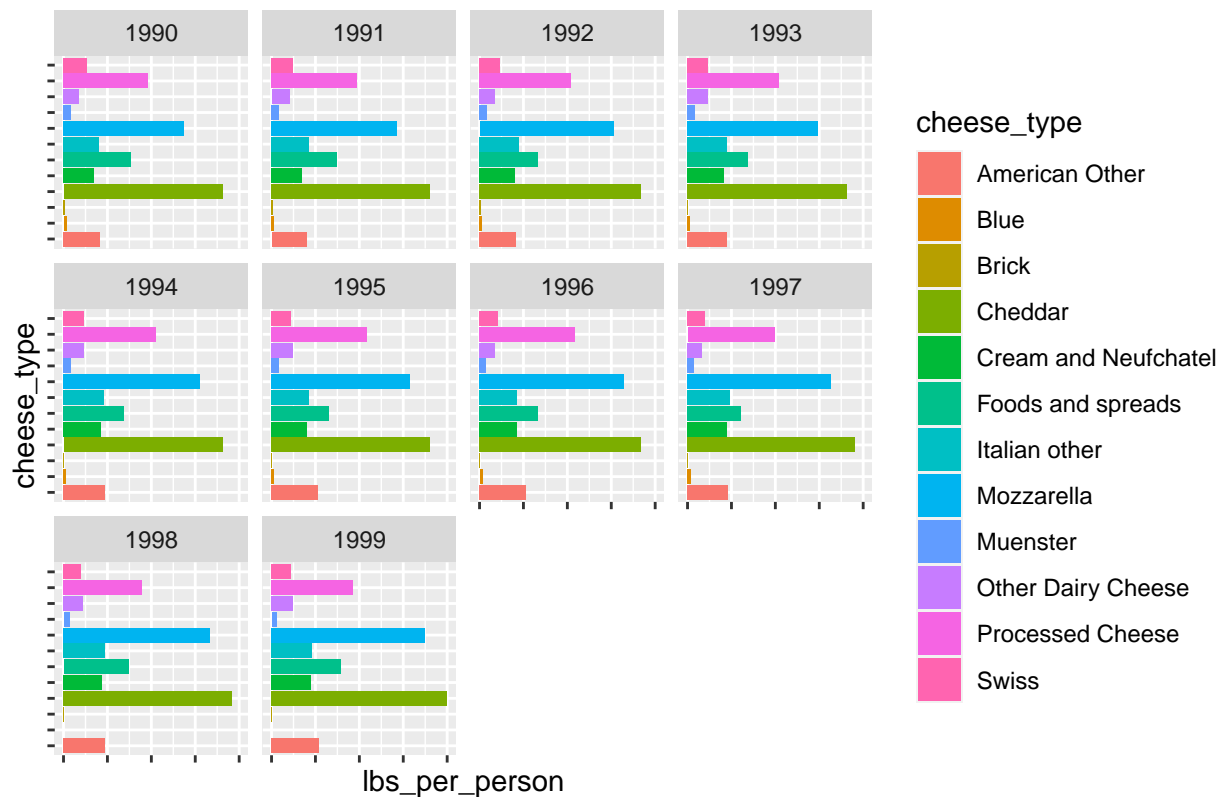 1990
1991
1992
1993
1994
1995
1996
1997
1998
1999
cheese_type
lbs_per_person
cheese_type
American Other
Blue
Brick
Cheddar
Cream and Neufchatel
Foods and spreads
Italian other
Mozzarella
Muenster
Other Dairy Cheese
Processed Cheese
Swiss